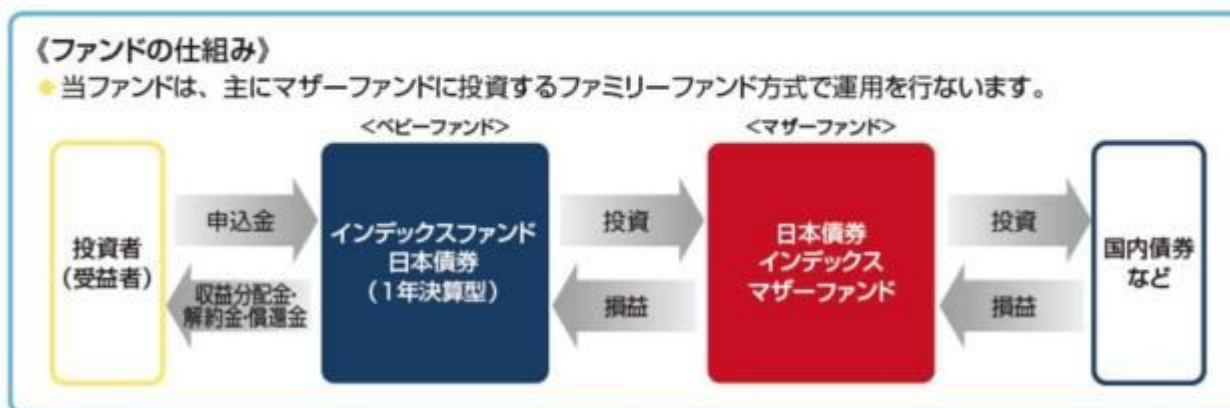 《ファンドの仕組み》
● 当ファンドは、主にマザーファンドに投資するファミリーファンド方式で運用を行ないます。
投資者
（受益者）
申込金
収益分配金・
解約金・償還金
＜ベビーファンド＞
インデックスファンド
日本債券
（1年決算型）
投資
損益
＜マザーファンド＞
日本債券
インデックス
マザーファンド
投資
損益
国内債券
など